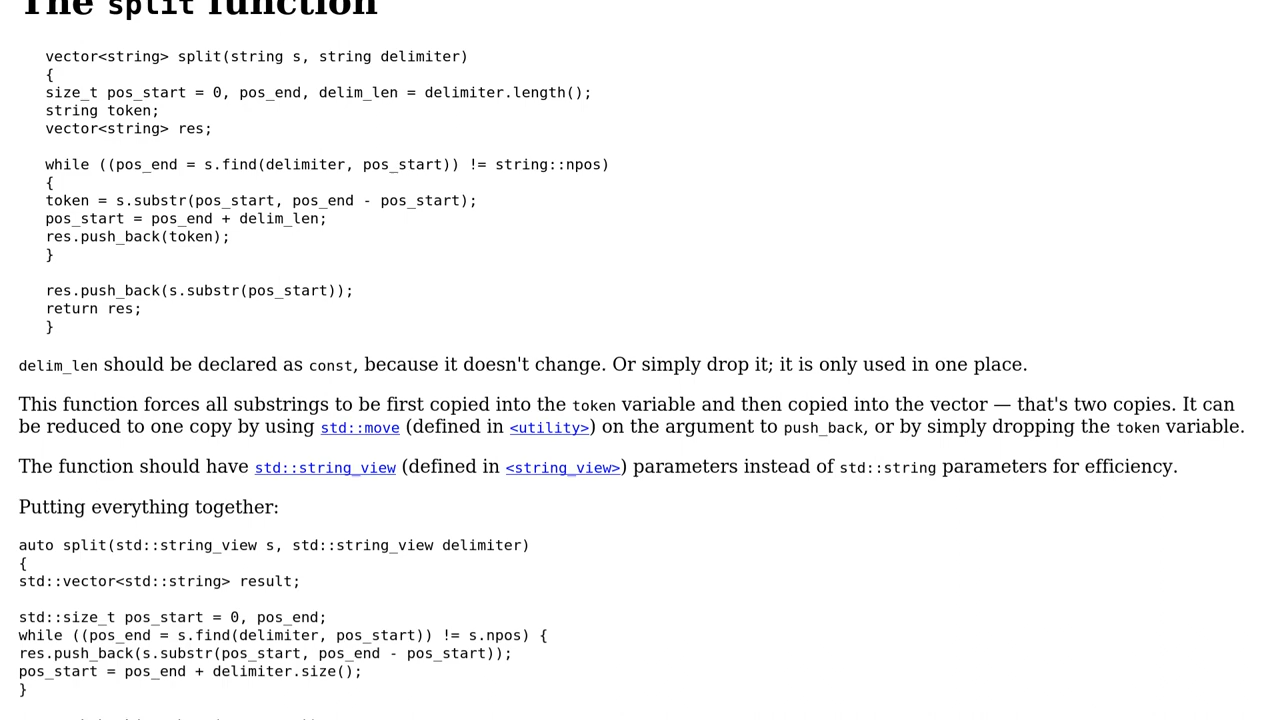 The split function
vector<string> split(string s, string delimiter)
{
size_t pos_start = 0, pos_end, delim_len = delimiter.length();
string token;
vector<string> res;
while ((pos_end = s.find(delimiter, pos_start)) != string::npos)
{
token = s.substr(pos_start, pos_end - pos_start);
pos_start = pos_end + delim_len;
res.push_back(token);
}
res.push_back(s.substr(pos_start));
return res;
}
delim_len should be declared as const, because it doesn't change. Or simply drop it; it is only used in one place.
This function forces all substrings to be first copied into the token variable and then copied into the vector — that's two copies. It can
be reduced to one copy by using std::move (defined in <utility>) on the argument to push_back, or by simply dropping the token variable.
The function should have std::string_view (defined in <string_view>) parameters instead of std::string parameters for efficiency.
Putting everything together:
auto split(std::string_view s, std::string_view delimiter)
{
std::vector<std::string> result;
std::size_t pos_start = 0, pos_end;
while ((pos_end = s.find(delimiter, pos_start)) != s.npos) {
res.push_back(s.substr(pos_start, pos_end - pos_start));
pos_start = pos_end + delimiter.size();
}